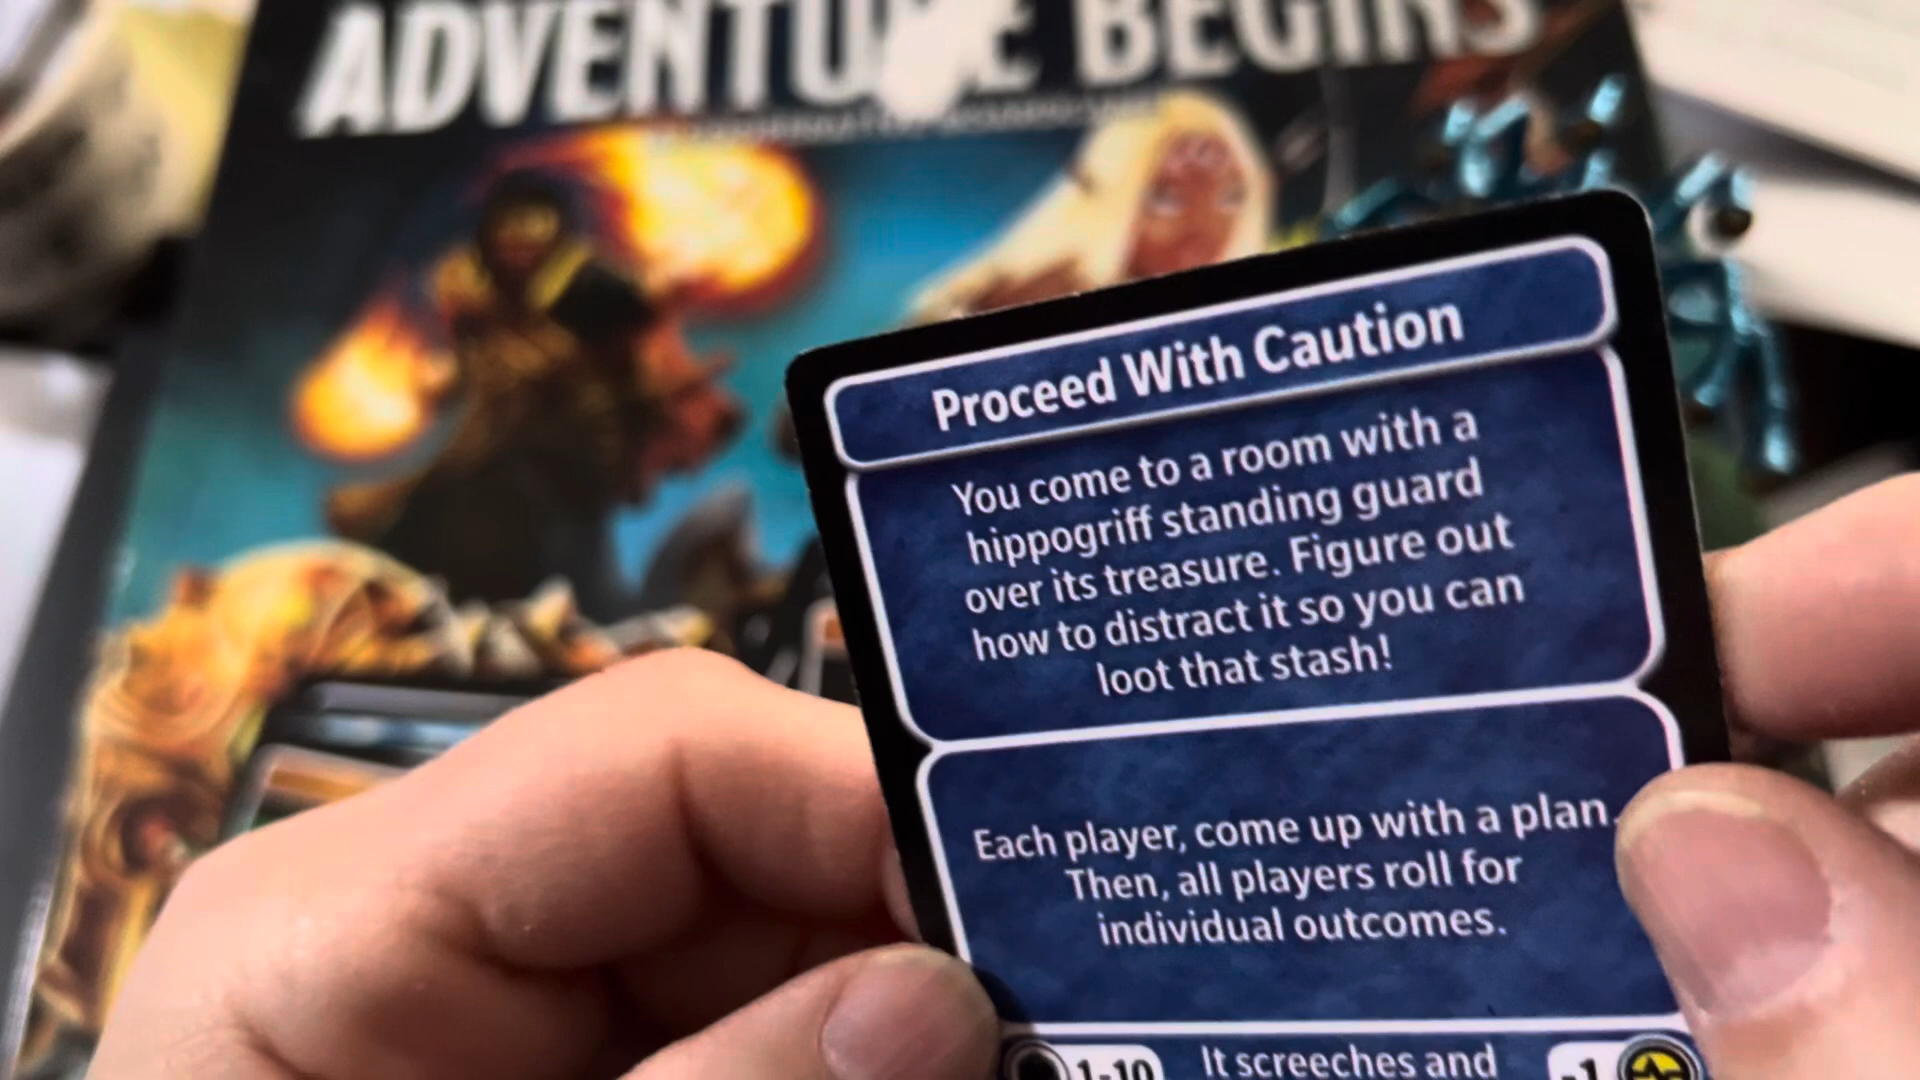 ADVENTURE BEGINS
Proceed With Caution
You come to a room with a
hippogriff standing guard
over its treasure. Figure out
how to distract it so you can
loot that stash!
Each player, come up with a plan.
Then, all players roll for
individual outcomes.
1-10 It screeches and -1